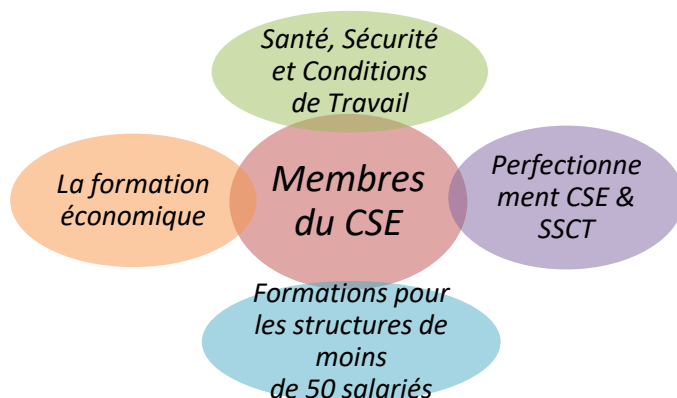 Santé, Sécurité
et Conditions
de Travail
La formation
économique
Membres
du CSE
Perfectionne
ment CSE &
SSCT
Formations pour
les structures de
moins
de 50 salariés